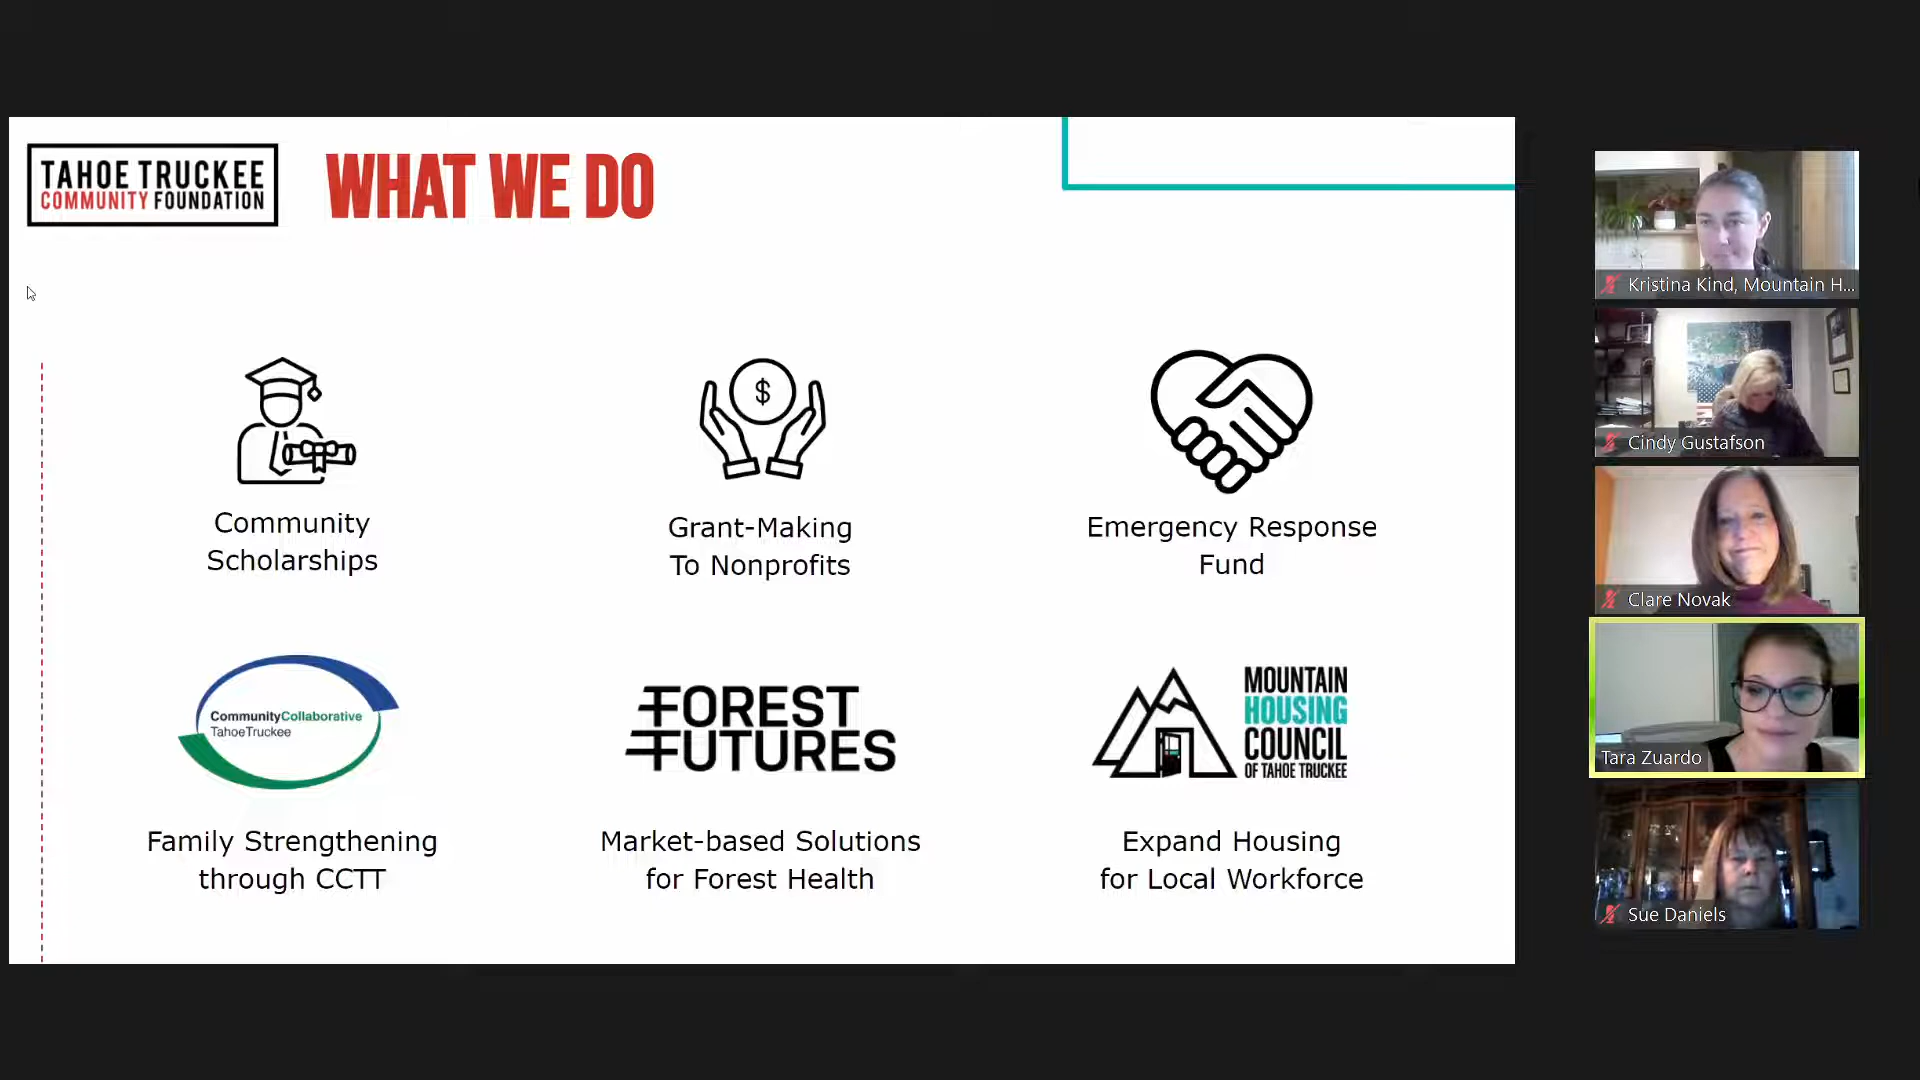 TAHOE TRUCKEE
COMMUNITY FOUNDATION
WHAT WE DO
$
Community
Scholarships
Grant-Making
To Nonprofits
Emergency Response
Fund
CommunityCollaborative
TahoeTruckee
FOREST
FUTURES
MOUNTAIN
HOUSING
COUNCIL
OF TAHOE TRUCKEE
Family Strengthening
through CCTT
Market-based Solutions
for Forest Health
Expand Housing
for Local Workforce
Kristina Kind, Mountain H...
Cindy Gustafson
Clare Novak
Tara Zuardo
Sue Daniels